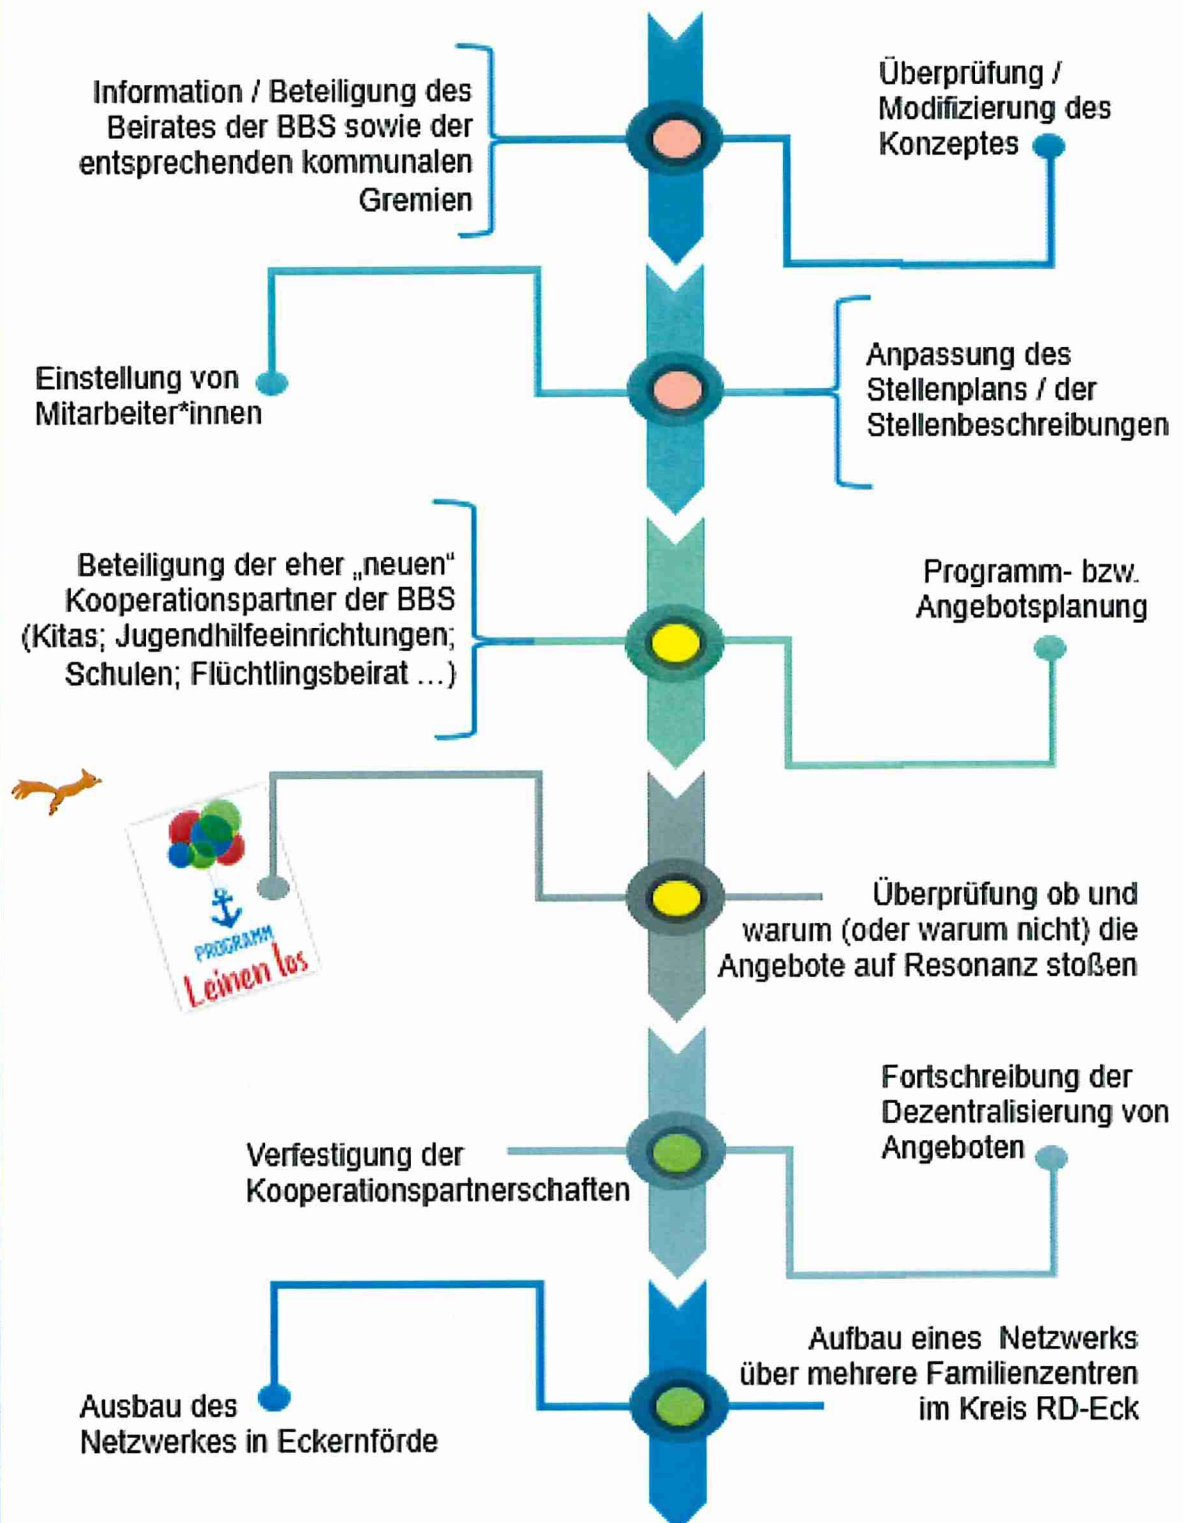 Information / Beteiligung des
Beirates der BBS sowie der
entsprechenden kommunalen
Gremien
Überprüfung /
Modifizierung des
Konzeptes
Einstellung von
Mitarbeiter*innen
Anpassung des
Stellenplans / der
Stellenbeschreibungen
Beteiligung der eher „neuen“
Kooperationspartner der BBS
(Kitas; Jugendhilfeeinrichtungen;
Schulen; Flüchtlingsbeirat ...)
Programm- bzw.
Angebotsplanung
PROGRAMM
Leinen los
Überprüfung ob und
warum (oder warum nicht) die
Angebote auf Resonanz stoßen
Verfestigung der
Kooperationspartnerschaften
Fortschreibung der
Dezentralisierung von
Angeboten
Ausbau des
Netzwerkes in Eckernförde
Aufbau eines Netzwerks
über mehrere Familienzentren
im Kreis RD-Eck